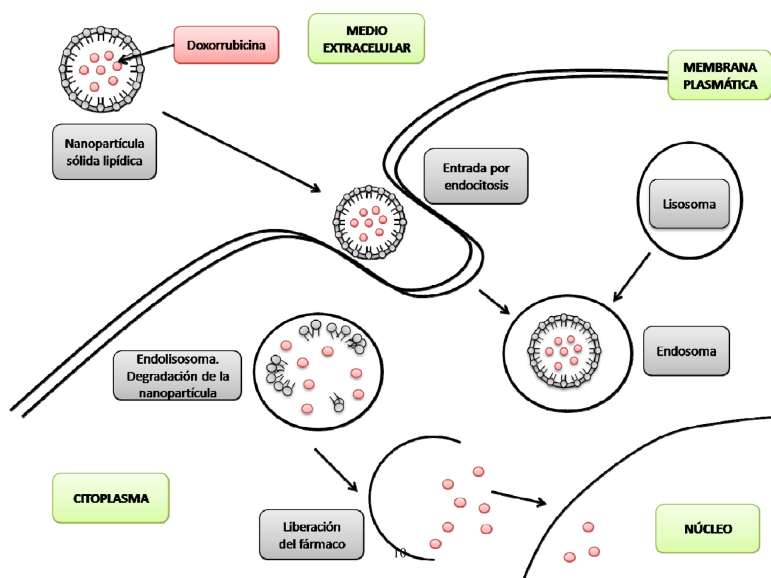 Doxorrubicina
MEDIO
EXTRACELULAR
MEMBRANA
PLASMÁTICA
Nanopartícula
sólida lipídica
Entrada por
endocitosis
Lisosoma
Endolisosoma.
Degradación de la
nanopartícula
Endosoma
CITOPLASMA
Liberación
del fármaco
10
NÚCLEO